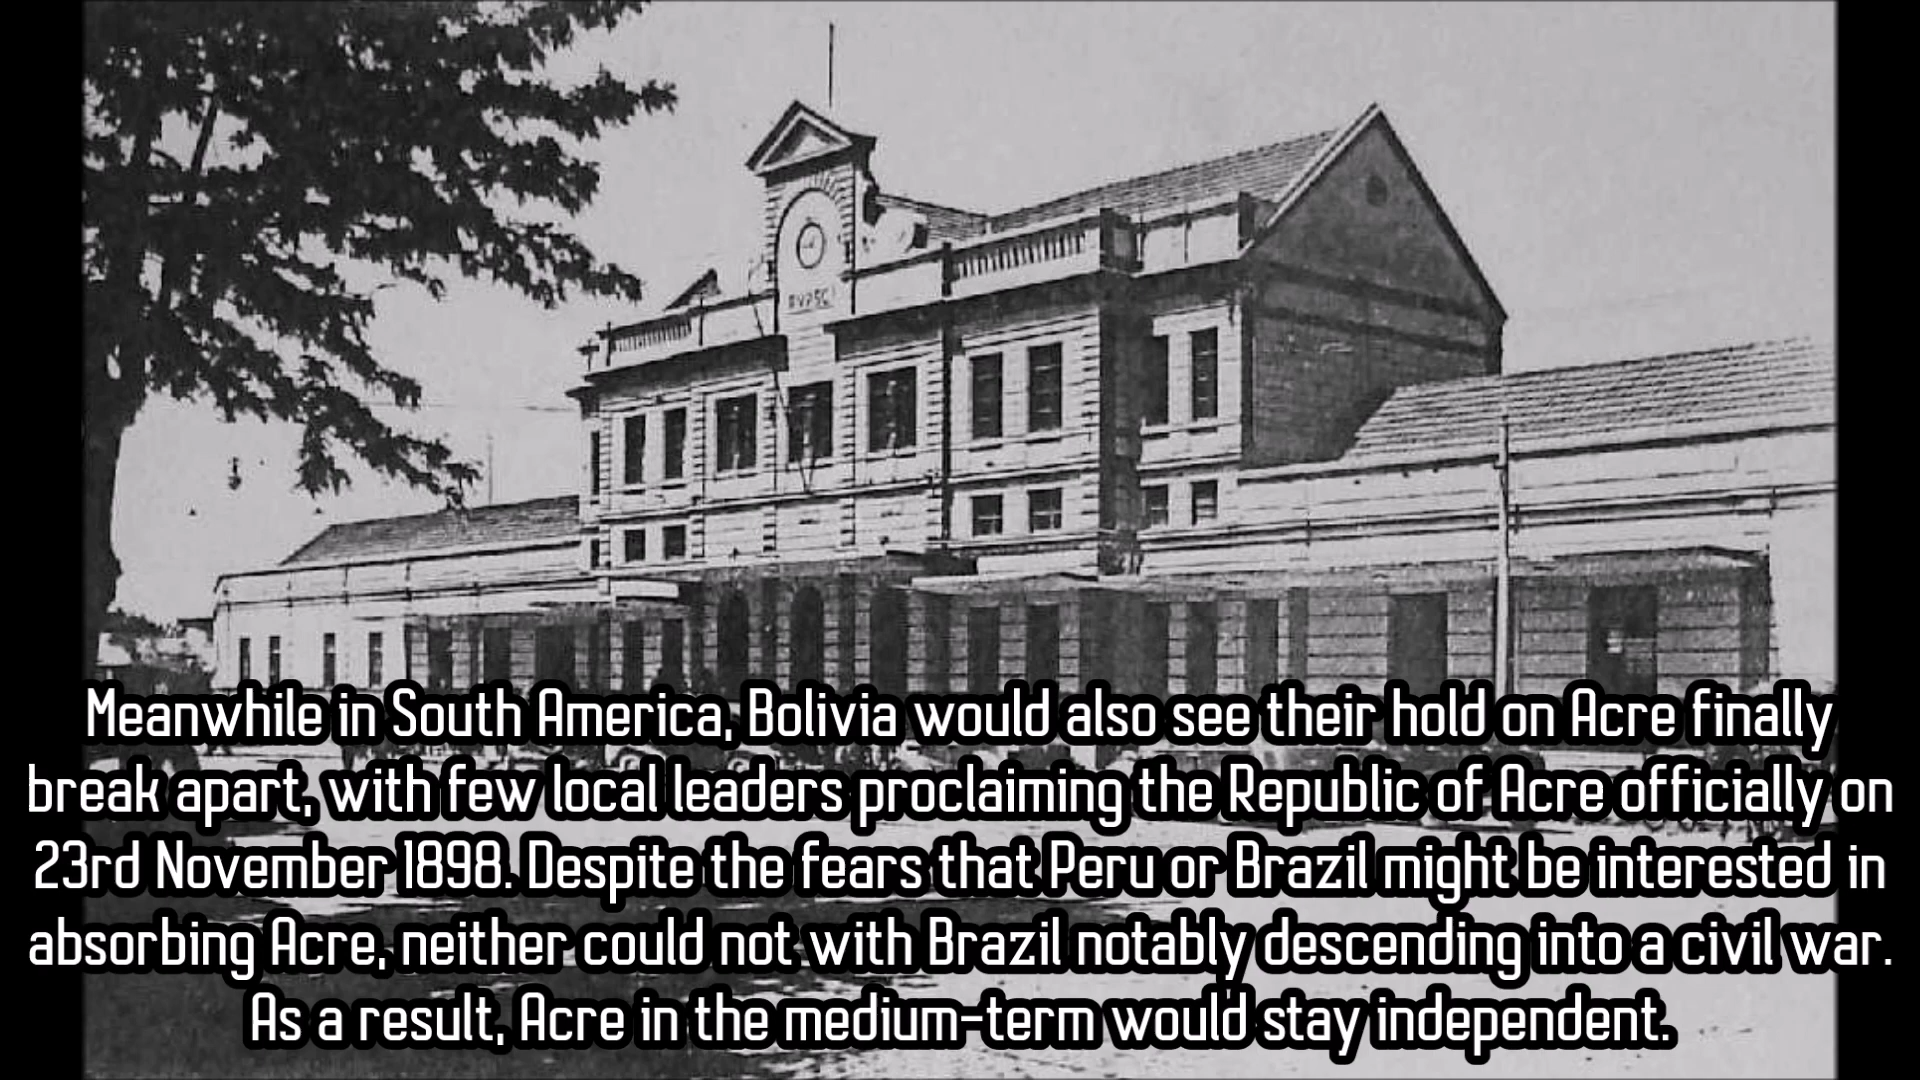 RVPSC
Meanwhile in South America, Bolivia would also see their hold on Acre finally
break apart, with few local leaders proclaiming the Republic of Acre officially on
23rd November 1898. Despite the fears that Peru or Brazil might be interested in
absorbing Acre, neither could not with Brazil notably descending into a civil war.
As a result, Acre in the medium-term would stay independent.